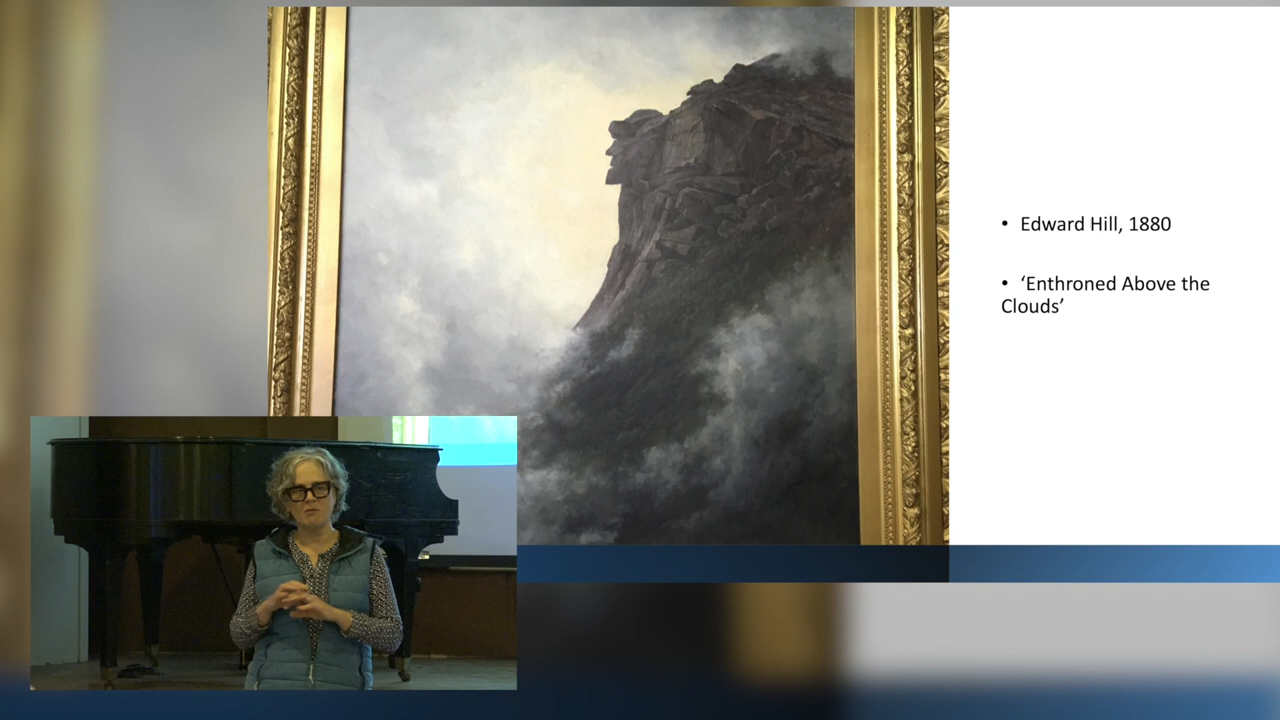 • Edward Hill, 1880
• ‘Enthroned Above the
Clouds’